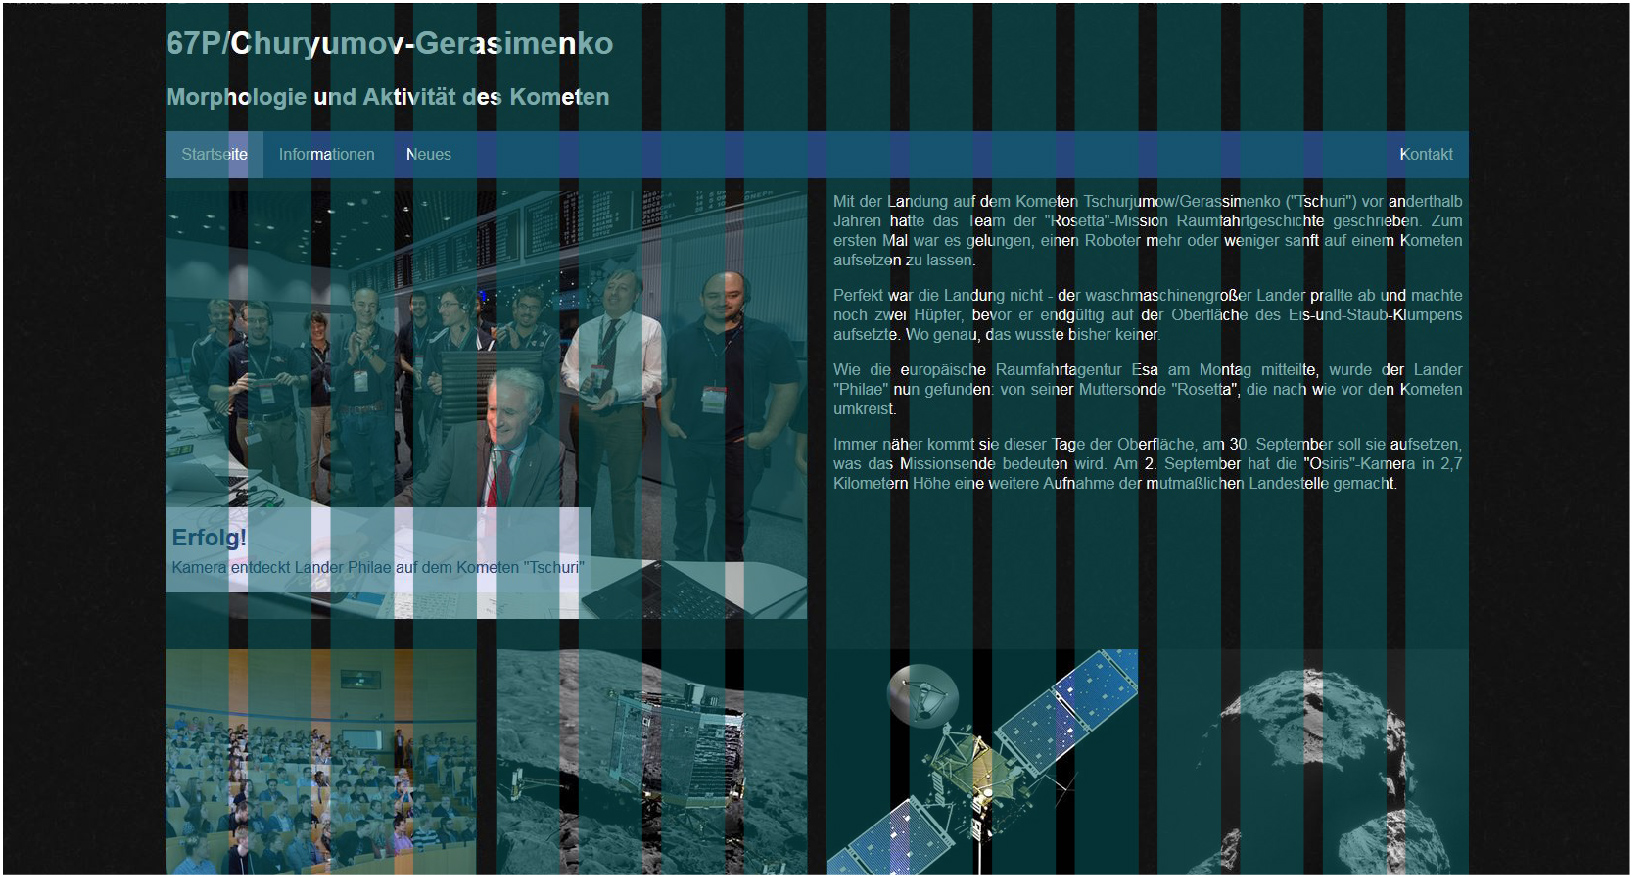 67P/Churyumov-Gerasimenko
Morphologie und Aktivität des Kometen
Startseite Informationen Neues Kontakt
Mit der Landung auf dem Kometen Tschurjumow/Gerassimenko ("Tschuri") vor anderthalb
Jahren hatte das Team der "Rosetta"-Mission Raumfahrtgeschichte geschrieben. Zum
ersten Mal war es gelungen, einen Roboter mehr oder weniger sanft auf einem Kometen
aufsetzen zu lassen.
Perfekt war die Landung nicht - der waschmaschinengroßer Lander prallte ab und machte
noch zwei Hüpfer, bevor er endgültig auf der Oberfläche des Eis-und-Staub-Klumpens
aufsetzte. Wo genau, das wusste bisher keiner.
Wie die europäische Raumfahrtagentur Esa am Montag mitteilte, wurde der Lander
"Philae" nun gefunden: von seiner Muttersonde "Rosetta", die nach wie vor den Kometen
umkreist.
Immer näher kommt sie dieser Tage der Oberfläche, am 30. September soll sie aufsetzen,
was das Missionsende bedeuten wird. Am 2. September hat die "Osiris"-Kamera in 2,7
Kilometern Höhe eine weitere Aufnahme der mutmaßlichen Landestelle gemacht.
Erfolg!
Kamera entdeckt Lander Philae auf dem Kometen "Tschuri"